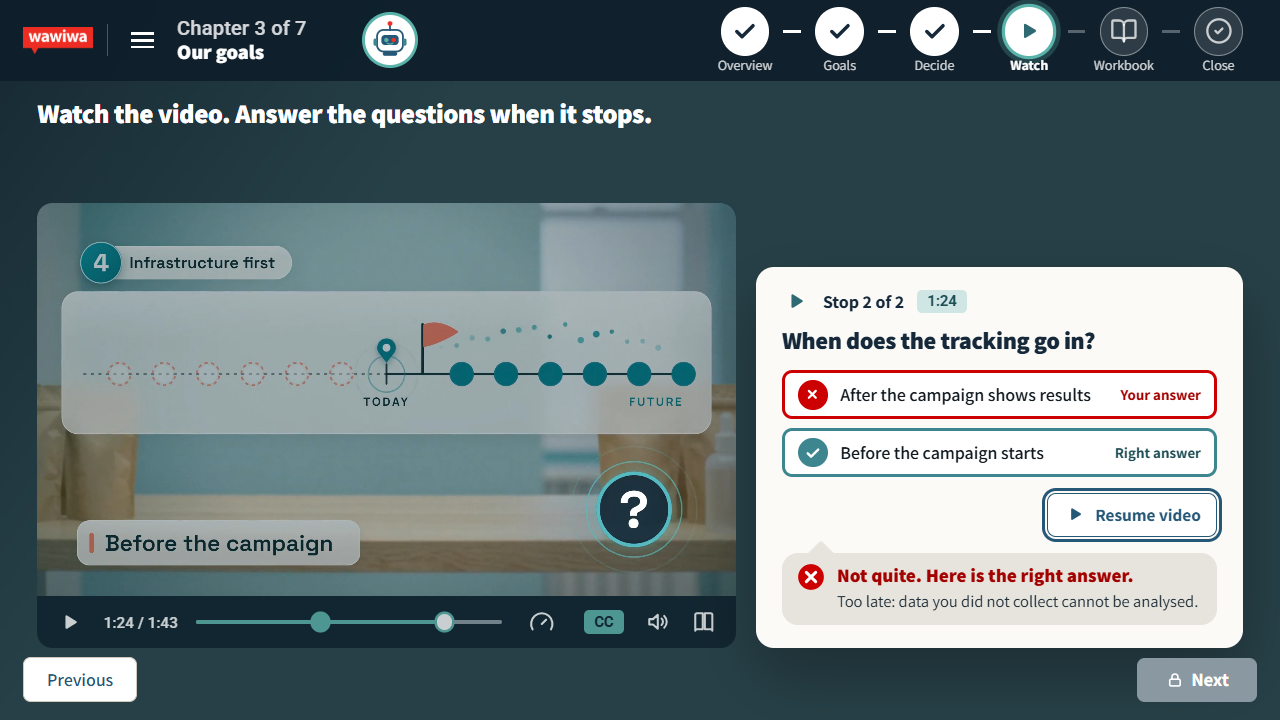 wawiwa
Chapter 3 of 7
Our goals
Overview
Goals
Decide
Watch
Workbook
Close
Watch the video. Answer the questions when it stops.
4
Infrastructure first
TODAY
FUTURE
?
Before the campaign
1:24 / 1:43
CC
Stop 2 of 2
1:24
When does the tracking go in?
After the campaign shows results
Your answer
Before the campaign starts
Right answer
Resume video
Not quite. Here is the right answer.
Too late: data you did not collect cannot be analysed.
Previous
Next